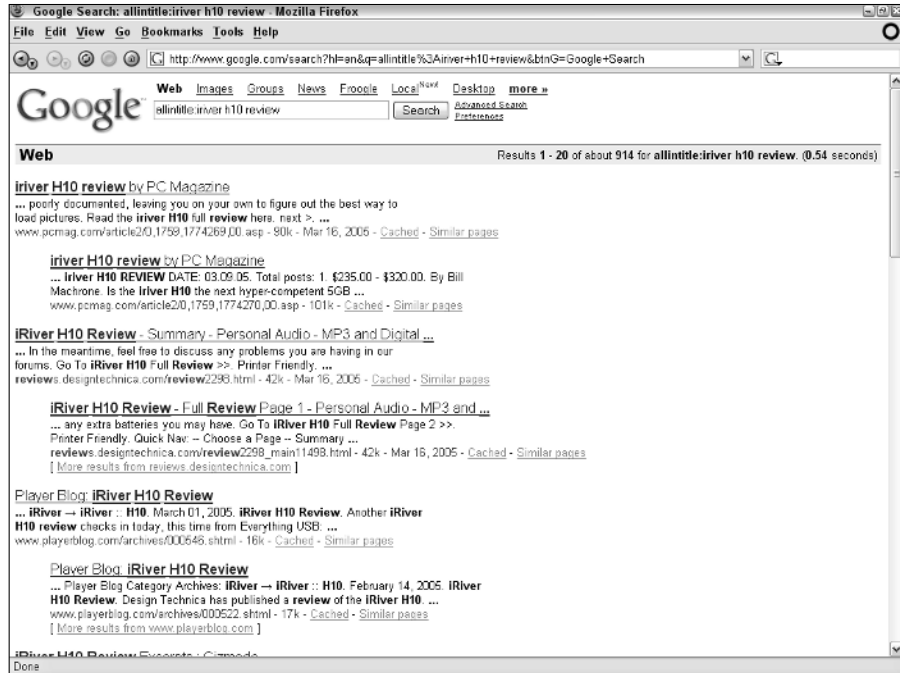 Google Search: allintitle:iriver h10 review - Mozilla Firefox
File Edit View Go Bookmarks Tools Help
http://www.google.com/search?hl=en&q=allintitle%3Airiver+h10+review&btnG=Google+Search
Web Images Groups News Froogle Local New! Desktop more »
Google
allintitle:iriver h10 review
Search
Advanced Search
Preferences
Web
Results 1 - 20 of about 914 for allintitle:iriver h10 review. (0.54 seconds)
iriver H10 review by PC Magazine
... poorly documented, leaving you on your own to figure out the best way to
load pictures. Read the iriver H10 full review here. next >. ...
www.pcmag.com/article2/0,1759,1774269,00.asp - 90k - Mar 16, 2005 - Cached - Similar pages
iriver H10 review by PC Magazine
... iriver H10 REVIEW DATE: 03.09.05. Total posts: 1. $235.00 - $320.00. By Bill
Machrone. Is the iriver H10 the next hyper-competent 5GB ...
www.pcmag.com/article2/0,1759,1774270,00.asp - 101k - Cached - Similar pages
iRiver H10 Review - Summary - Personal Audio - MP3 and Digital ...
... In the meantime, feel free to discuss any problems you are having in our
forums. Go To iRiver H10 Full Review >>. Printer Friendly. ...
reviews.designtechnica.com/review2298.html - 42k - Mar 16, 2005 - Cached - Similar pages
iRiver H10 Review - Full Review Page 1 - Personal Audio - MP3 and ...
... any extra batteries you may have. Go To iRiver H10 Full Review Page 2 >>.
Printer Friendly. Quick Nav: -- Choose a Page -- Summary ...
reviews.designtechnica.com/review2298_main11498.html - 42k - Mar 16, 2005 - Cached - Similar pages
[ More results from reviews.designtechnica.com ]
Player Blog: iRiver H10 Review
... iRiver → iRiver :: H10. March 01, 2005. iRiver H10 Review. Another iRiver
H10 review checks in today, this time from Everything USB: ...
www.playerblog.com/archives/000546.shtml - 16k - Cached - Similar pages
Player Blog: iRiver H10 Review
... Player Blog Category Archives: iRiver → iRiver :: H10. February 14, 2005. iRiver
H10 Review. Design Technica has published a review of the iRiver H10. ...
www.playerblog.com/archives/000522.shtml - 17k - Cached - Similar pages
[ More results from www.playerblog.com ]
iRiver H10 Review Excerpts : Gizmodo
Done